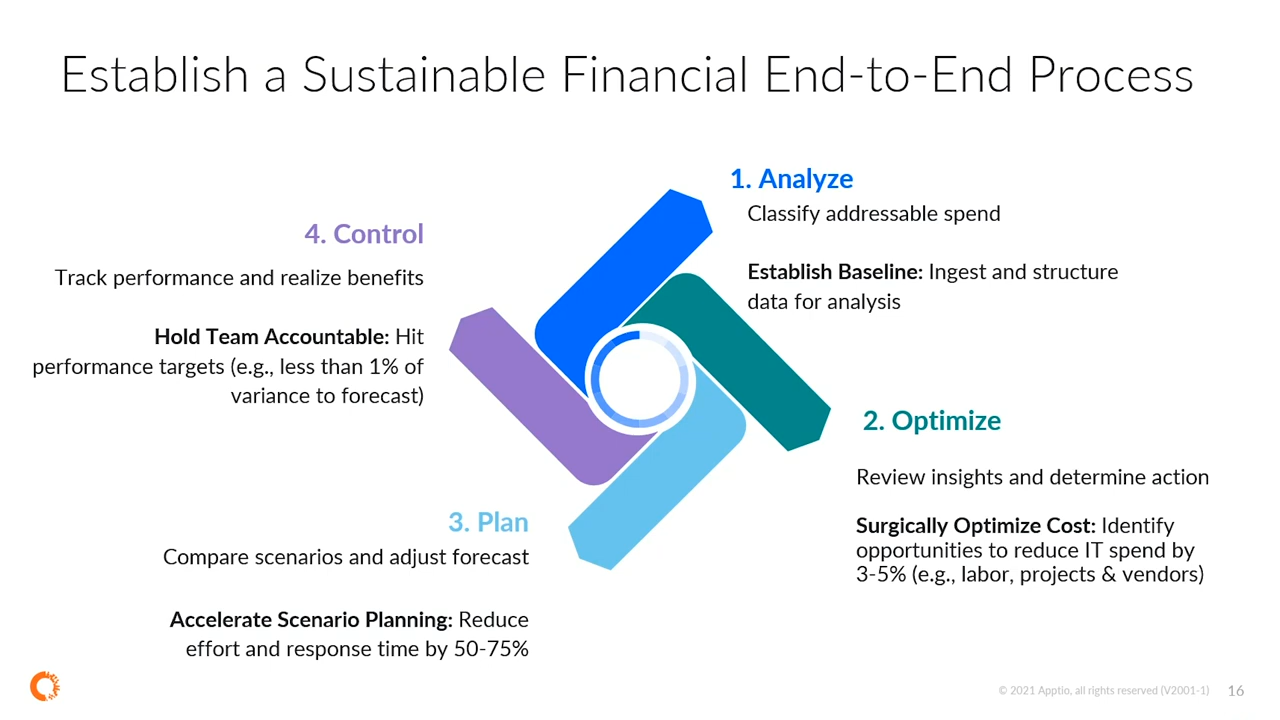 Establish a Sustainable Financial End-to-End Process
1. Analyze
Classify addressable spend
Establish Baseline: Ingest and structure
data for analysis
2. Optimize
Review insights and determine action
Surgically Optimize Cost: Identify
opportunities to reduce IT spend by
3-5% (e.g., labor, projects & vendors)
3. Plan
Compare scenarios and adjust forecast
Accelerate Scenario Planning: Reduce
effort and response time by 50-75%
4. Control
Track performance and realize benefits
Hold Team Accountable: Hit
performance targets (e.g., less than 1% of
variance to forecast)
© 2021 Apptio, all rights reserved (V2001-1)
16